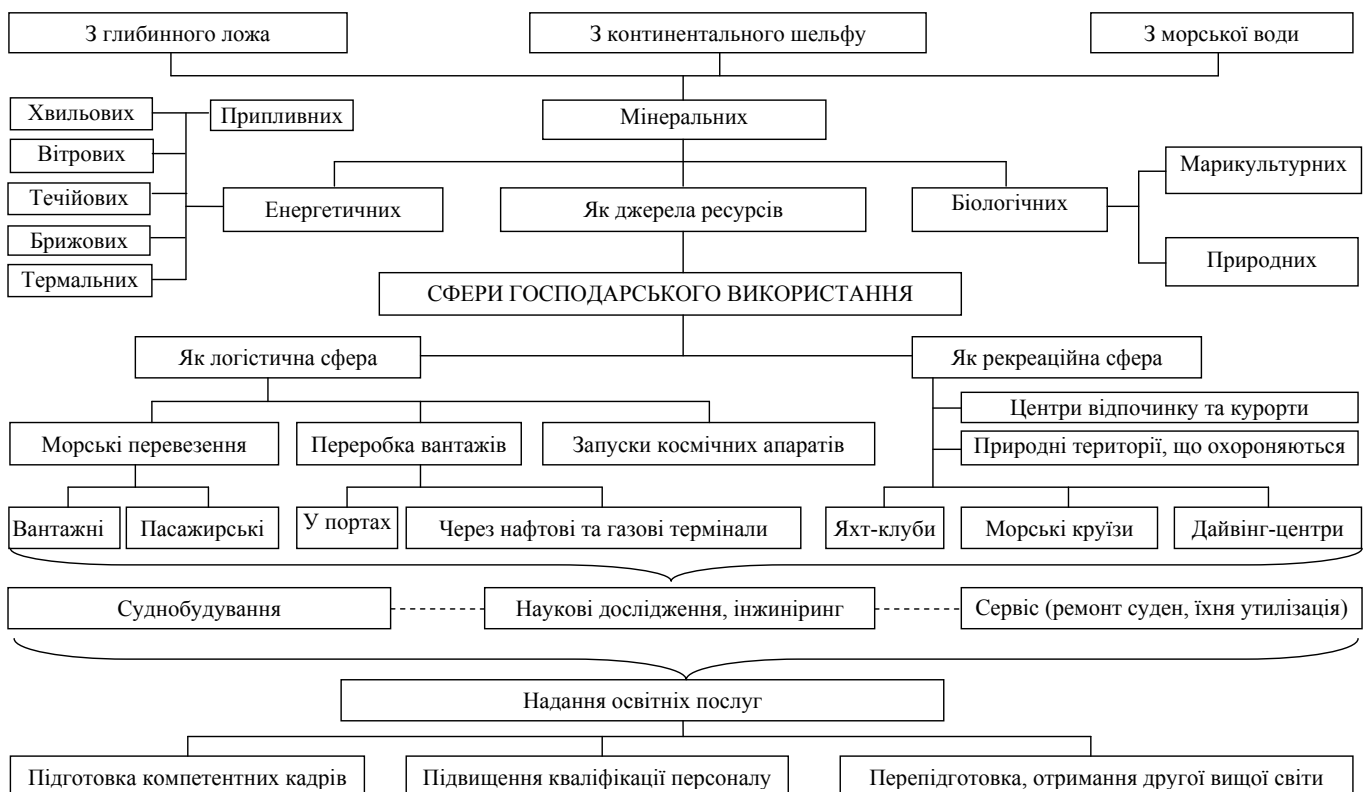 З глибинного ложа
З континентального шельфу
З морської води
Хвильових
Припливних
Мінеральних
Вітрових
Марикультурних
Течійових
Енергетичних
Як джерела ресурсів
Біологічних
Брижових
Природних
Термальних
СФЕРИ ГОСПОДАРСЬКОГО ВИКОРИСТАННЯ
Як логістична сфера
Як рекреаційна сфера
Центри відпочинку та курорти
Морські перевезення
Переробка вантажів
Запуски космічних апаратів
Природні території, що охороняються
Вантажні
Пасажирські
У портах
Через нафтові та газові термінали
Яхт-клуби
Морські круїзи
Дайвінг-центри
Суднобудування
Наукові дослідження, інжиніринг
Сервіс (ремонт суден, їхня утилізація)
Надання освітніх послуг
Підготовка компетентних кадрів
Підвищення кваліфікації персоналу
Перепідготовка, отримання другої вищої світи